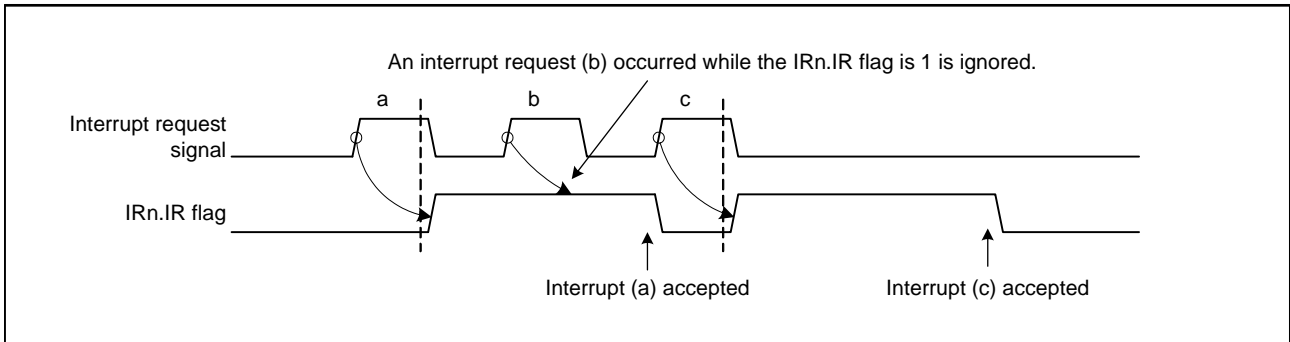 An interrupt request (b) occurred while the IRn.IR flag is 1 is ignored.
a
b
c
Interrupt request
signal
IRn.IR flag
Interrupt (a) accepted
Interrupt (c) accepted